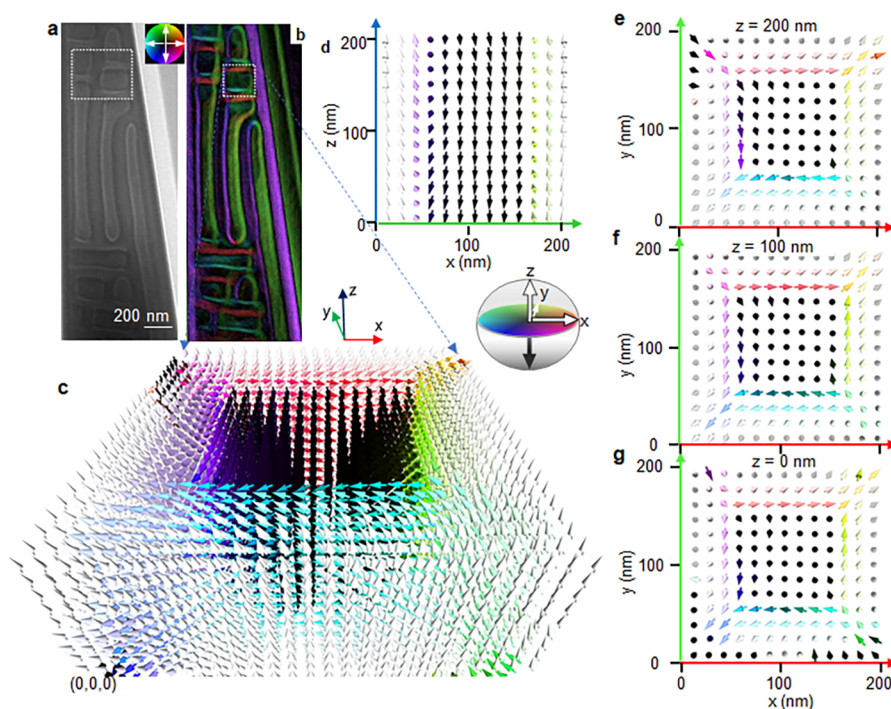 a
b
200 nm
d
z (nm)
200
100
0
0
100
200
x (nm)
z
y
x
z
y
x
c
(0,0,0)
e
z = 200 nm
y (nm)
200
100
0
f
z = 100 nm
y (nm)
200
100
0
g
z = 0 nm
y (nm)
200
100
0
0
100
200
x (nm)